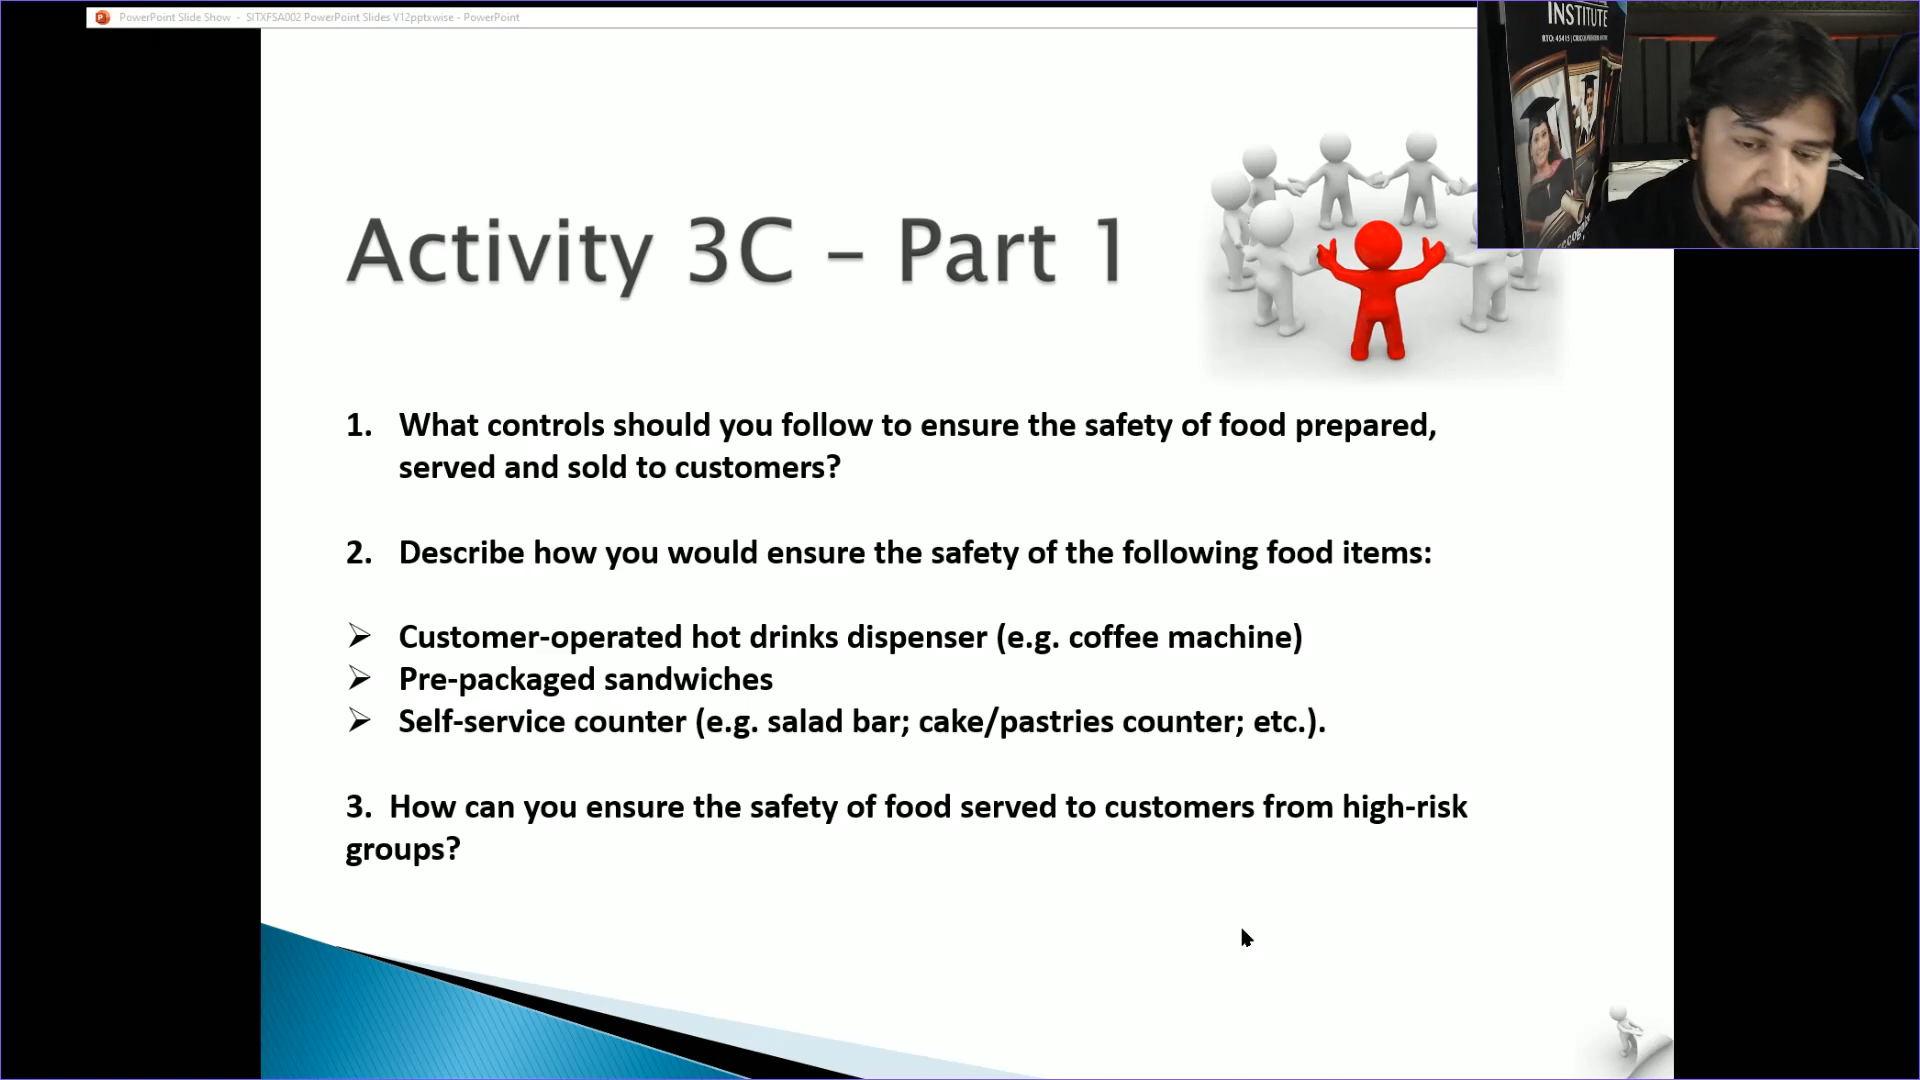 PowerPoint Slide Show - SITXFSA002 PowerPoint Slides V12pptxwise - PowerPoint
INSTITUTE
Activity 3C – Part 1
1. What controls should you follow to ensure the safety of food prepared,
served and sold to customers?
2. Describe how you would ensure the safety of the following food items:
➢ Customer-operated hot drinks dispenser (e.g. coffee machine)
➢ Pre-packaged sandwiches
➢ Self-service counter (e.g. salad bar; cake/pastries counter; etc.).
3. How can you ensure the safety of food served to customers from high-risk
groups?